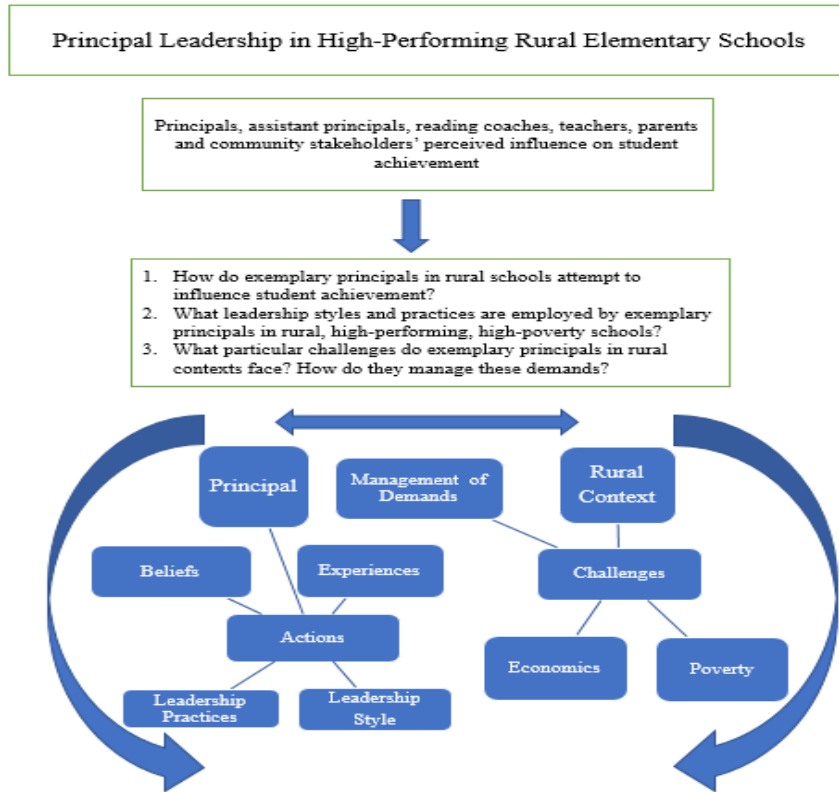 Principal Leadership in High-Performing Rural Elementary Schools
Principals, assistant principals, reading coaches, teachers, parents
and community stakeholders’ perceived influence on student
achievement
1. How do exemplary principals in rural schools attempt to
influence student achievement?
2. What leadership styles and practices are employed by exemplary
principals in rural, high-performing, high-poverty schools?
3. What particular challenges do exemplary principals in rural
contexts face? How do they manage these demands?
Principal
Management of
Demands
Rural
Context
Beliefs
Experiences
Challenges
Actions
Economics
Poverty
Leadership
Practices
Leadership
Style